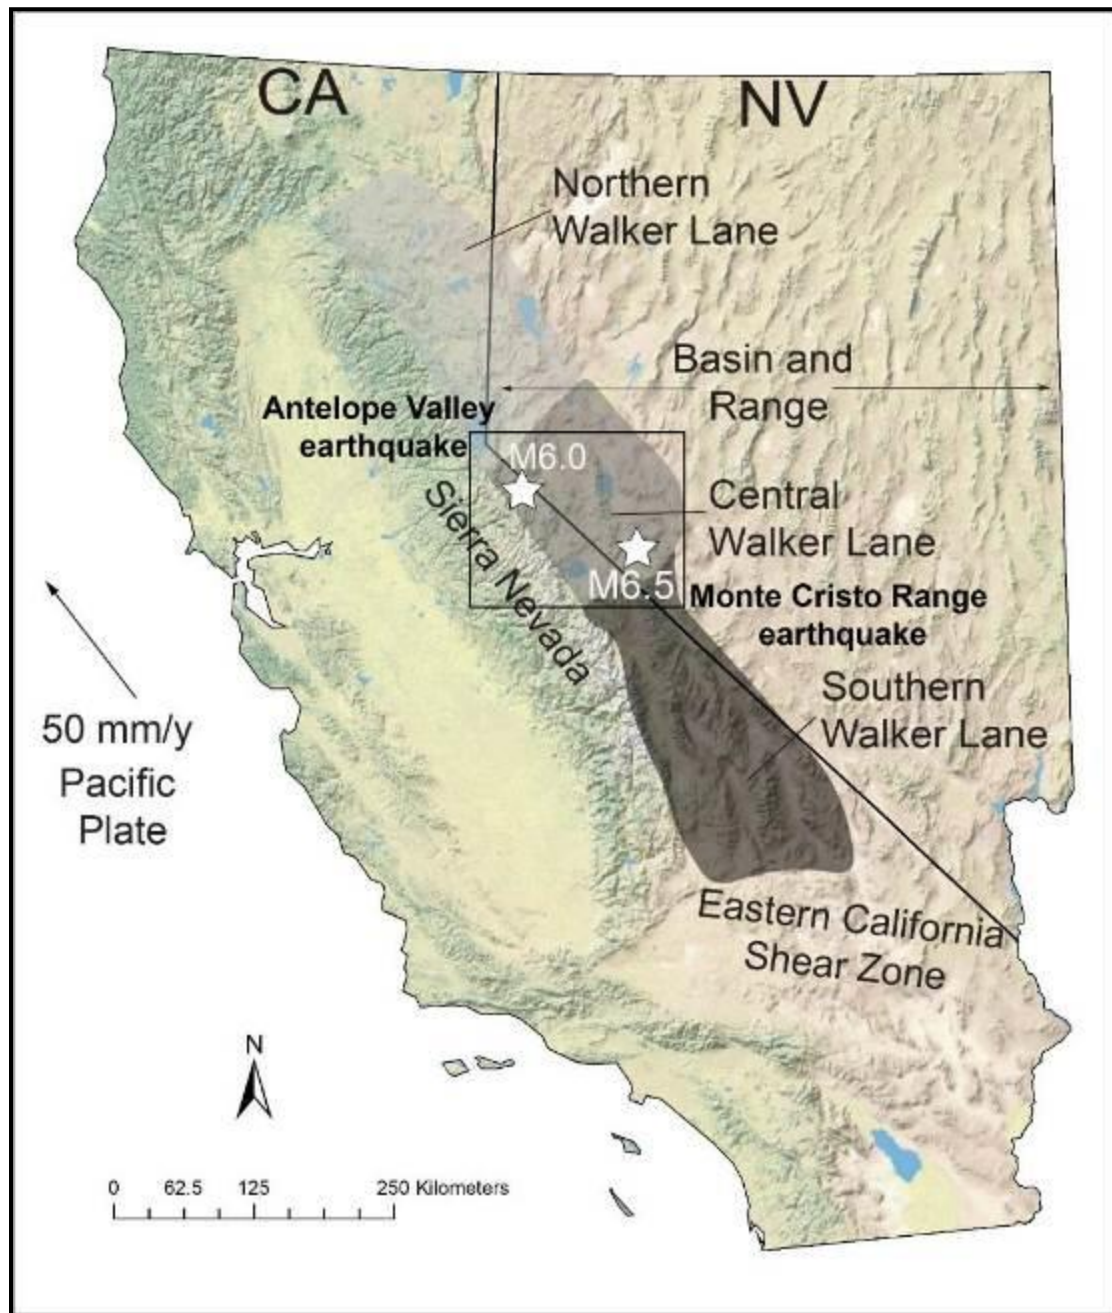 CA
NV
Northern
Walker Lane
Basin and
Range
Antelope Valley
earthquake
M6.0
Sierra Nevada
Central
Walker Lane
M6.5
Monte Cristo Range
earthquake
Southern
Walker Lane
50 mm/y
Pacific
Plate
Eastern California
Shear Zone
N
0 62.5 125 250 Kilometers